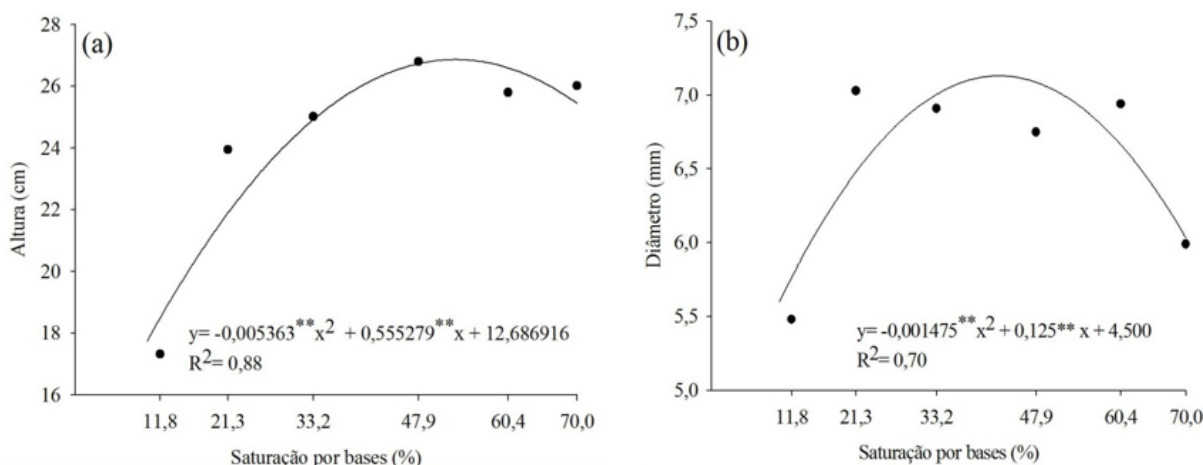 (a)
28
26
24
22
20
18
16
Altura (cm)
y= -0,005363**x² + 0,555279**x + 12,686916
R²= 0,88
11,8 21,3 33,2 47,9 60,4 70,0
Saturação por bases (%)
(b)
7,5
7,0
6,5
6,0
5,5
5,0
Diâmetro (mm)
y= -0,001475**x² + 0,125** x + 4,500
R²= 0,70
11,8 21,3 33,2 47,9 60,4 70,0
Saturação por bases (%)